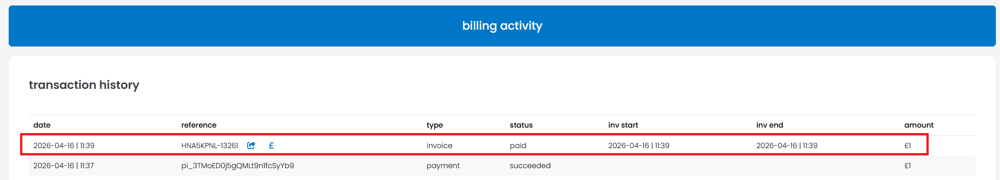 billing activity
transaction history
date reference type status inv start inv end amount
2026-04-16 | 11:39 HNA5KPNL-13261 £ invoice paid 2026-04-16 | 11:39 2026-04-16 | 11:39 £1
2026-04-16 | 11:37 pi_3TMoED0j5gQMLt9n1fcSyYb9 payment succeeded £1